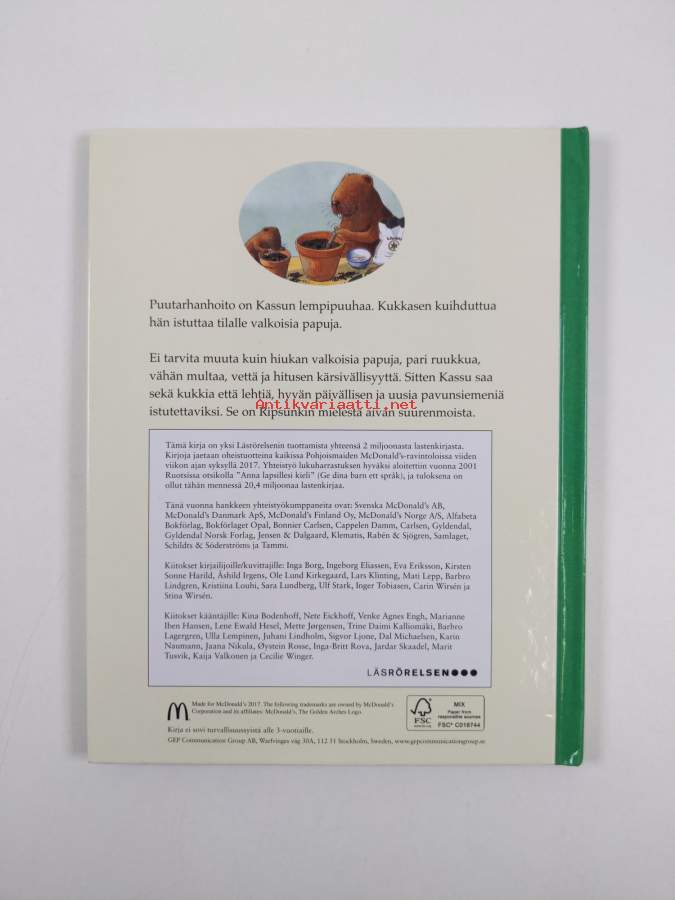 Puutarhanhoito on Kassun lempipuuhaa. Kukkasen kuihduttua
hän istuttaa tilalle valkoisia papuja.
Ei tarvita muuta kuin hiukan valkoisia papuja, pari ruukkua,
vähän multaa, vettä ja hitusen kärsivällisyyttä. Sitten Kassu saa
sekä kukkia että lehtiä, hyvän päivällisen ja uusia pavunsiemeniä
istutettaviksi. Se on Ripsunkin mielestä aivan suurenmoista.
Antikvariaatti.net
Tämä kirja on yksi Läsrörelsenin tuottamista yhteensä 2 miljoonasta lastenkirjasta.
Kirjoja jaetaan oheistuotteina kaikissa Pohjoismaiden McDonald's-ravintoloissa viiden
viikon ajan syksyllä 2017. Yhteistyö lukuharrastuksen hyväksi aloitettiin vuonna 2001
Ruotsissa otsikolla "Anna lapsillesi kieli" (Ge dina barn ett språk), ja tuloksena on
ollut tähän mennessä 20,4 miljoonaa lastenkirjaa.
Tänä vuonna hankkeen yhteistyökumppaneita ovat: Svenska McDonald's AB,
McDonald's Danmark ApS, McDonald's Finland Oy, McDonald's Norge A/S, Alfabeta
Bokförlag, Bokförlaget Opal, Bonnier Carlsen, Cappelen Damm, Carlsen, Gyldendal,
Gyldendal Norsk Forlag, Jensen & Dalgaard, Klematis, Rabén & Sjögren, Samlaget,
Schildts & Söderströms ja Tammi.
Kiitokset kirjailijoille/kuvittajille: Inga Borg, Ingeborg Eliassen, Eva Eriksson, Kirsten
Sonne Harild, Åshild Irgens, Ole Lund Kirkegaard, Lars Klinting, Mati Lepp, Barbro
Lindgren, Kristiina Louhi, Sara Lundberg, Ulf Stark, Inger Tobiasen, Carin Wirsén ja
Stina Wirsén.
Kiitokset kääntäjille: Kina Bodenhoff, Nete Eickhoff, Venke Agnes Engh, Marianne
Iben Hansen, Lene Ewald Hesel, Mette Jørgensen, Trine Daimi Kallismäki, Barbro
Lagergren, Ulla Lempinen, Juhani Lindholm, Sigvor Ljone, Dal Michaelsen, Karin
Naumann, Jaana Nikula, Øystein Rosse, Inga-Britt Rova, Jardar Skaadel, Marit
Tusvik, Kaija Valkonen ja Cecilie Winger.
LÄSRÖRELSEN
Made for McDonald's 2017. The following trademarks are owned by McDonald's
Corporation and its affiliates: McDonald's, The Golden Arches Logo.
Kirja ei sovi turvallisuussyistä alle 3-vuotiaille.
GEP Communication Group AB, Warfvinges väg 30A, 112 51 Stockholm, Sweden, www.gepcommunicationgroup.se
FSC
www.fsc.org
MIX
Paper from
responsible sources
FSC® C018744